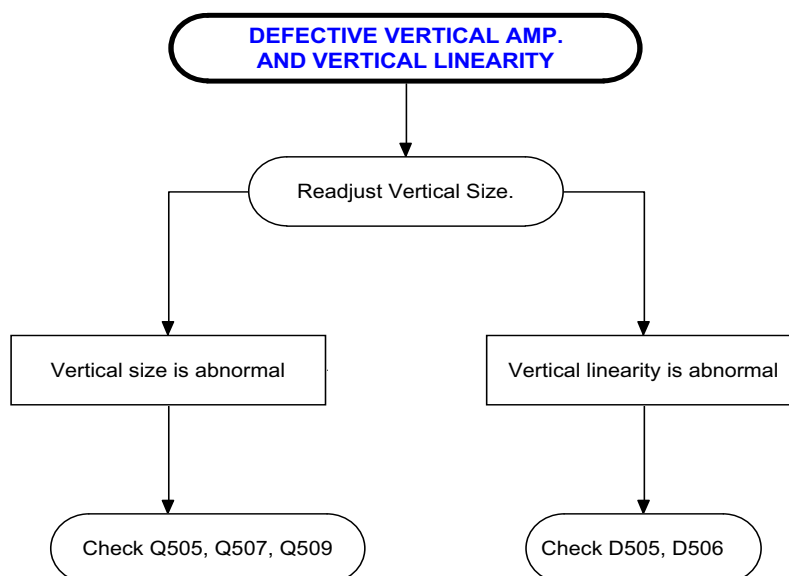 DEFECTIVE VERTICAL AMP.
AND VERTICAL LINEARITY
Readjust Vertical Size.
Vertical size is abnormal
Vertical linearity is abnormal
Check Q505, Q507, Q509
Check D505, D506